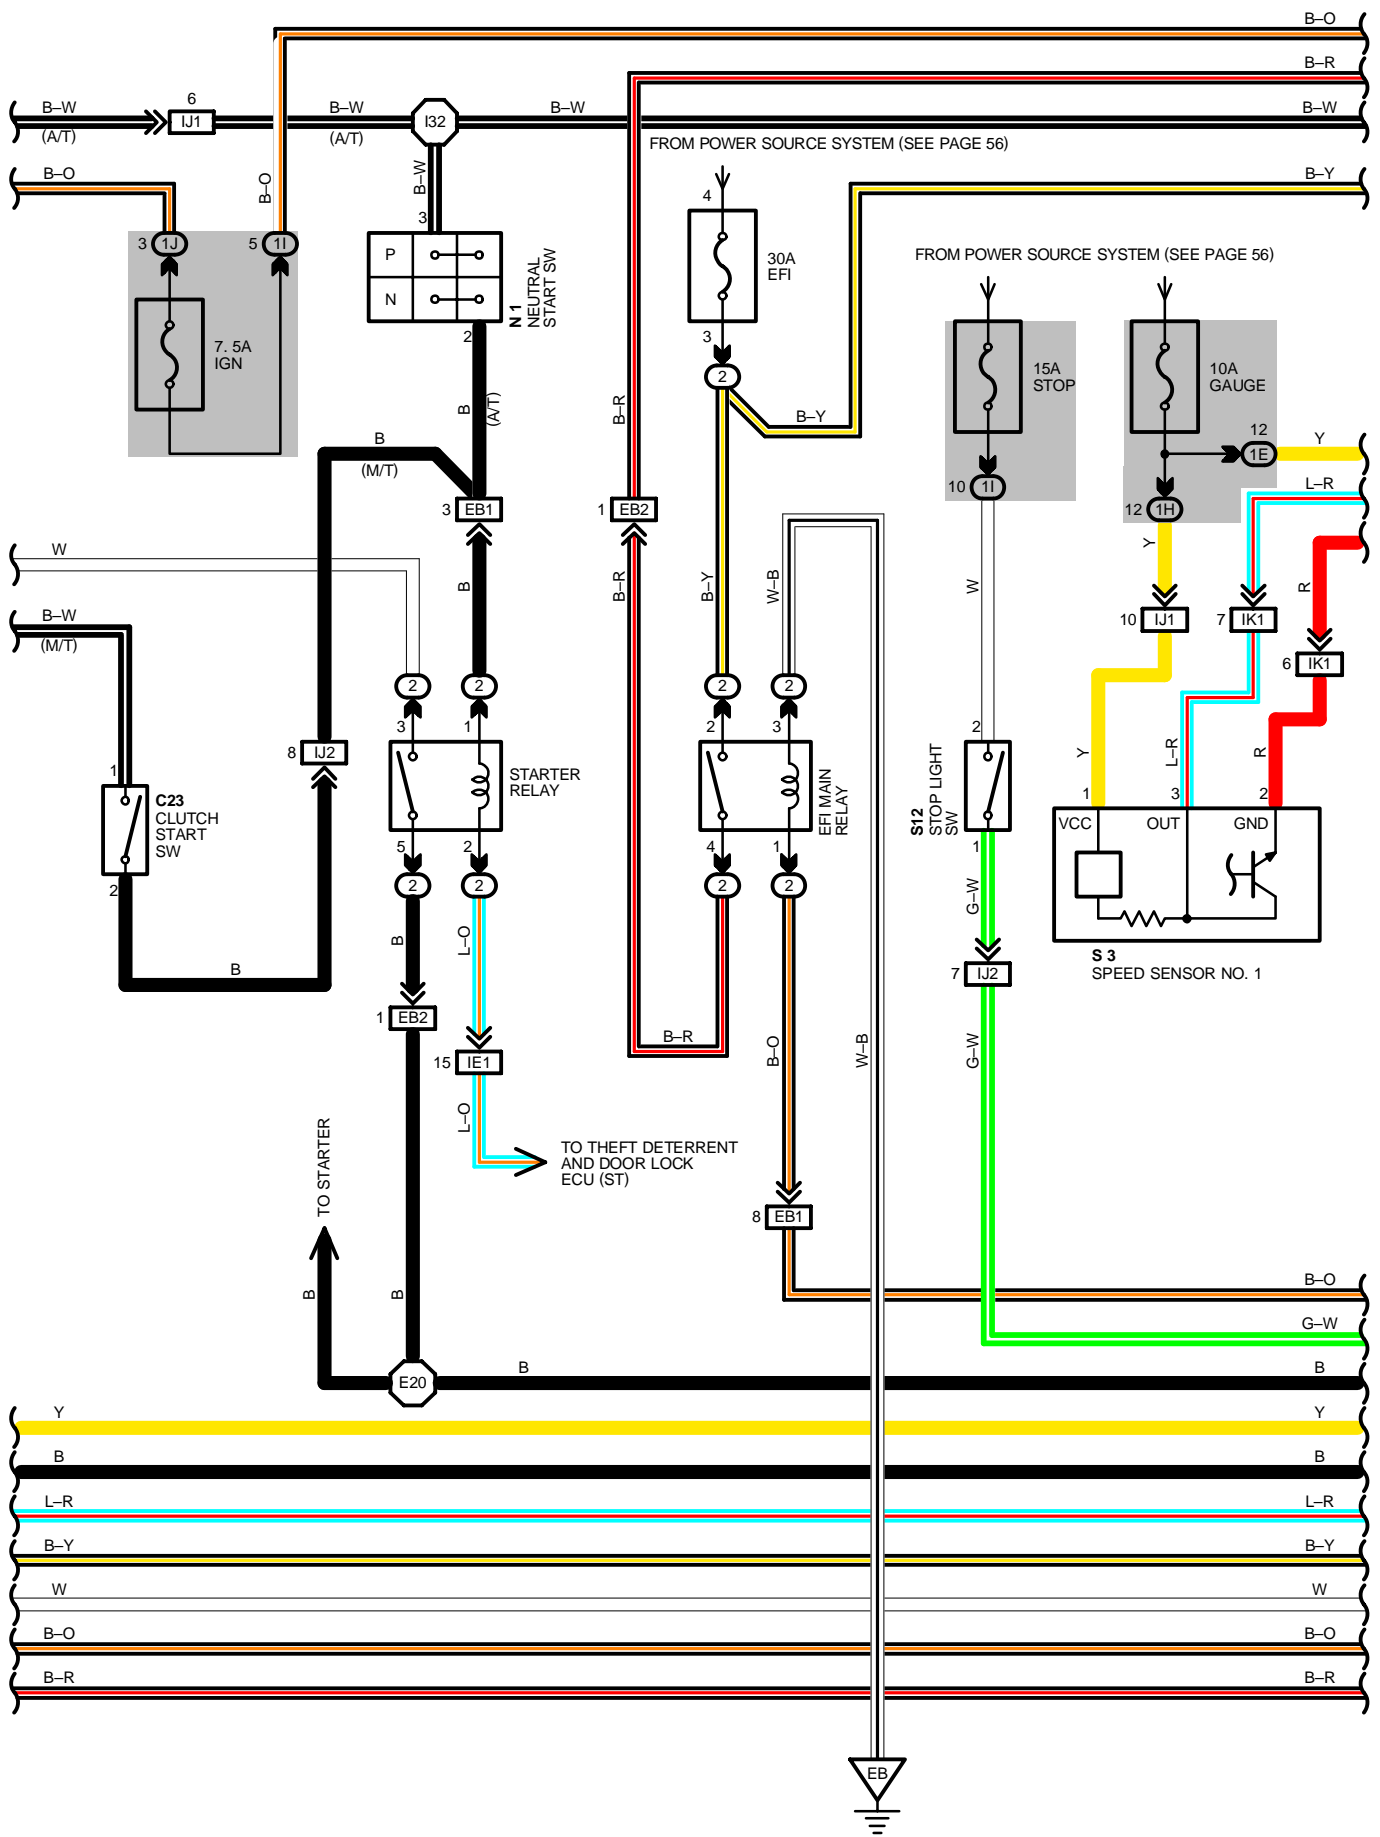 B–O
B–R
6
B–W
IJ1
B–W
I32
B–W
B–W
(A/T)
(A/T)
FROM POWER SOURCE SYSTEM (SEE PAGE 56)
B–O
B–O
B–W
B–Y
4
3
3
1J
5
1I
P
N
N 1
NEUTRAL
START SW
30A
EFI
FROM POWER SOURCE SYSTEM (SEE PAGE 56)
7. 5A
IGN
2
3
2
15A
STOP
10A
GAUGE
B
(A/T)
B–R
B–Y
B
(M/T)
12
1E
Y
10
1I
L–R
3
EB1
1
EB2
12
1H
Y
W
B
B–R
B–Y
W–B
W
R
B–W
(M/T)
10
IJ1
7
IK1
6
IK1
2
2
2
2
3
1
2
3
2
8
IJ2
STARTER
RELAY
EFI MAIN
RELAY
S12
STOP LIGHT
SW
Y
L–R
R
1
C23
CLUTCH
START
SW
2
1
3
2
VCC
OUT
GND
5
2
4
1
1
2
2
2
2
G–W
B
L–O
B
S 3
SPEED SENSOR NO. 1
7
IJ2
1
EB2
B–R
B–O
W–B
G–W
15
IE1
L–O
TO STARTER
TO THEFT DETERRENT
AND DOOR LOCK
ECU (ST)
8
EB1
B
B
B–O
G–W
E20
B
B
Y
Y
B
B
L–R
L–R
B–Y
B–Y
W
W
B–O
B–O
B–R
B–R
EB